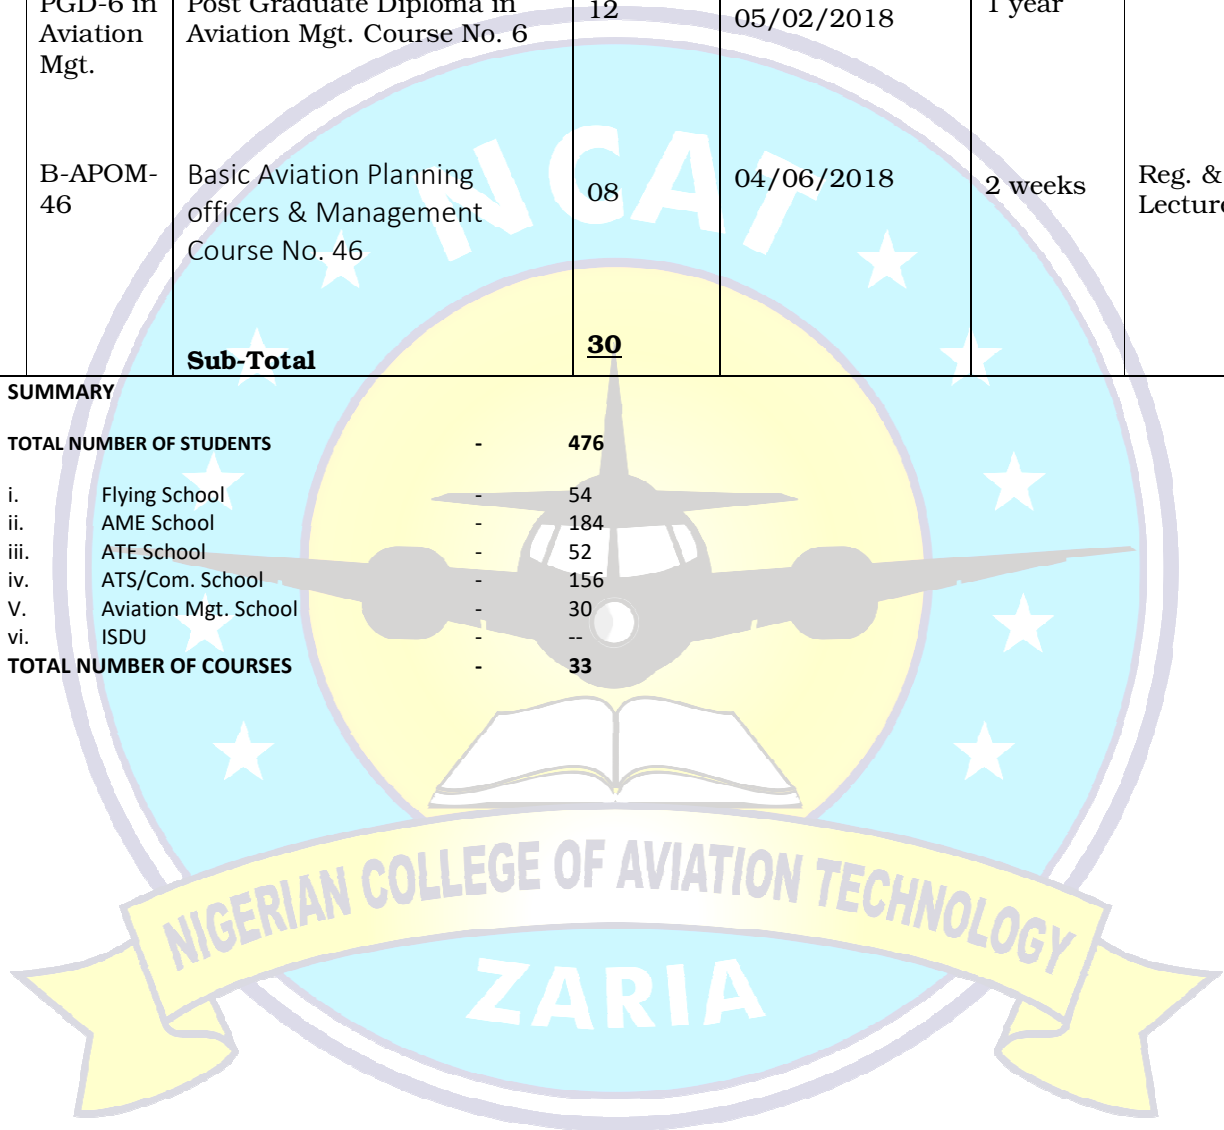 PGD-6 in Post Graduate Diploma in 12 05/02/2018 1 year
Aviation Aviation Mgt. Course No. 6
Mgt.
B-APOM- Basic Aviation Planning 08 04/06/2018 2 weeks Reg. &
46 officers & Management Lecture
Course No. 46
Sub-Total 30
SUMMARY
TOTAL NUMBER OF STUDENTS - 476
i. Flying School - 54
ii. AME School - 184
iii. ATE School - 52
iv. ATS/Com. School - 156
V. Aviation Mgt. School - 30
vi. ISDU - --
TOTAL NUMBER OF COURSES - 33
NCAT
NIGERIAN COLLEGE OF AVIATION TECHNOLOGY
ZARIA